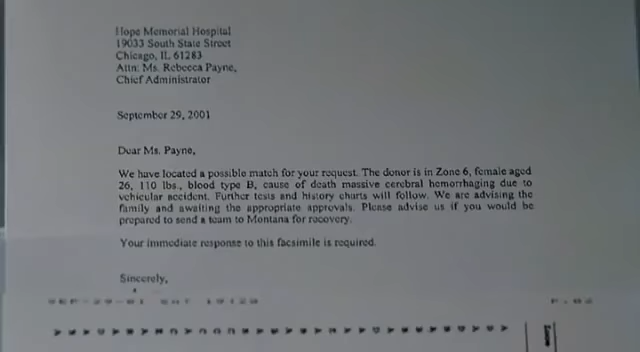 Hope Memorial Hospital
19033 South State Street
Chicago, IL 61283
Attn: Ms. Rebecca Payne,
Chief Administrator
September 29, 2001
Dear Ms. Payne,
We have located a possible match for your request. The donor is in Zone 6, female aged
26, 110 lbs., blood type B, cause of death massive cerebral hemorrhaging due to
vehicular accident. Further tests and history charts will follow. We are advising the
family and awaiting the appropriate approvals. Please advise us if you would be
prepared to send a team to Montana for recovery.
Your immediate response to this facsimile is required.
Sincerely,